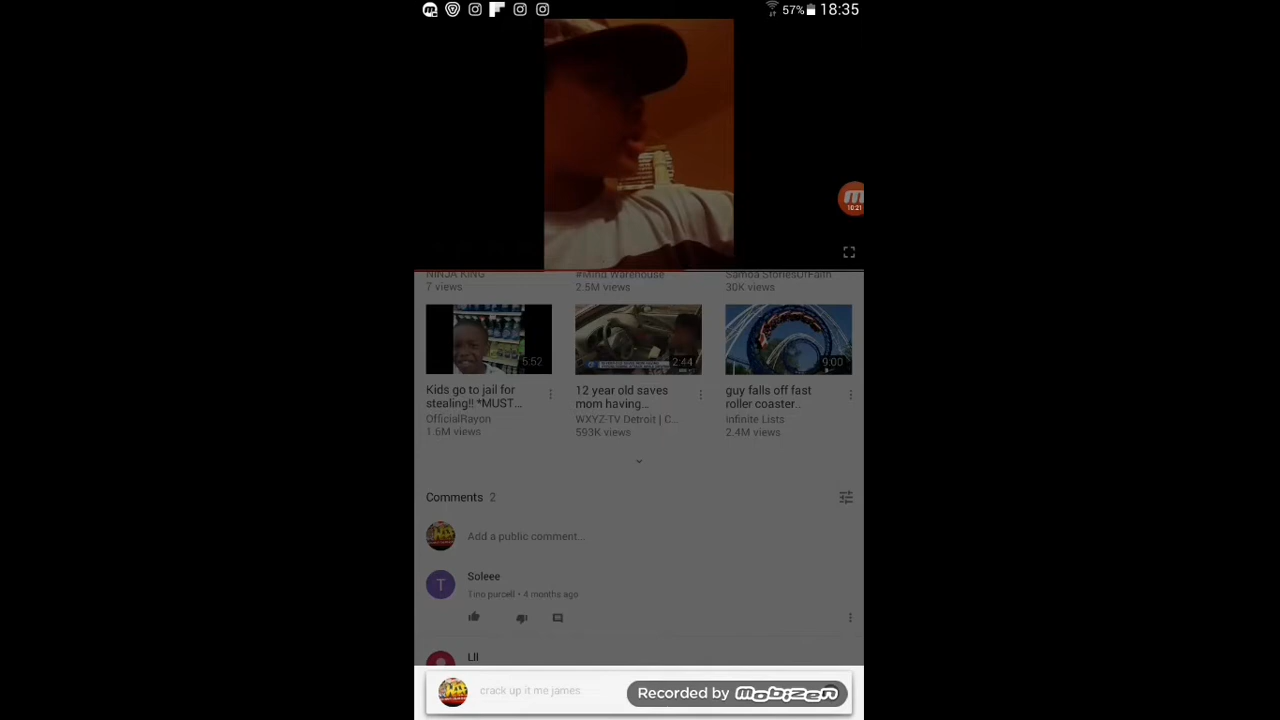 57% 18:35
10:21
NINJA KING
7 views
#Mind Warehouse
2.5M views
Samoa StoriesOfFaith
30K views
5:52
2:44
9:00
Kids go to jail for
stealing!! *MUST...
OfficialRayon
1.6M views
12 year old saves
mom having...
WXYZ-TV Detroit | C...
593K views
guy falls off fast
roller coaster..
Infinite Lists
2.4M views
Comments 2
Add a public comment...
T
Soleee
Tino purcell • 4 months ago
Lll
crack up it me james
Recorded by mobizen